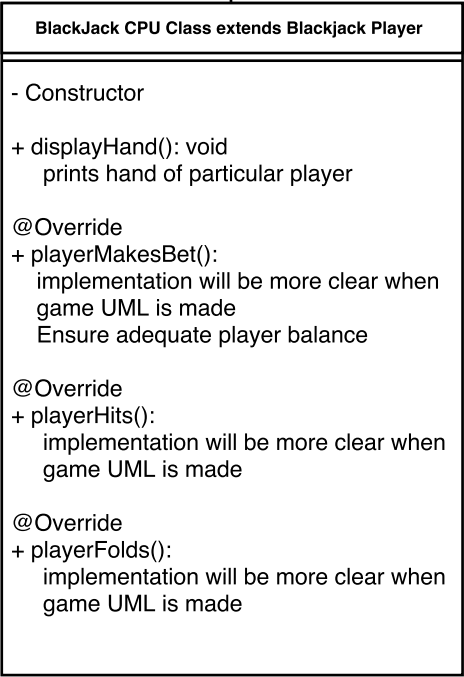 BlackJack CPU Class extends Blackjack Player
- Constructor
+ displayHand(): void
prints hand of particular player
@Override
+ playerMakesBet():
implementation will be more clear when
game UML is made
Ensure adequate player balance
@Override
+ playerHits():
implementation will be more clear when
game UML is made
@Override
+ playerFolds():
implementation will be more clear when
game UML is made